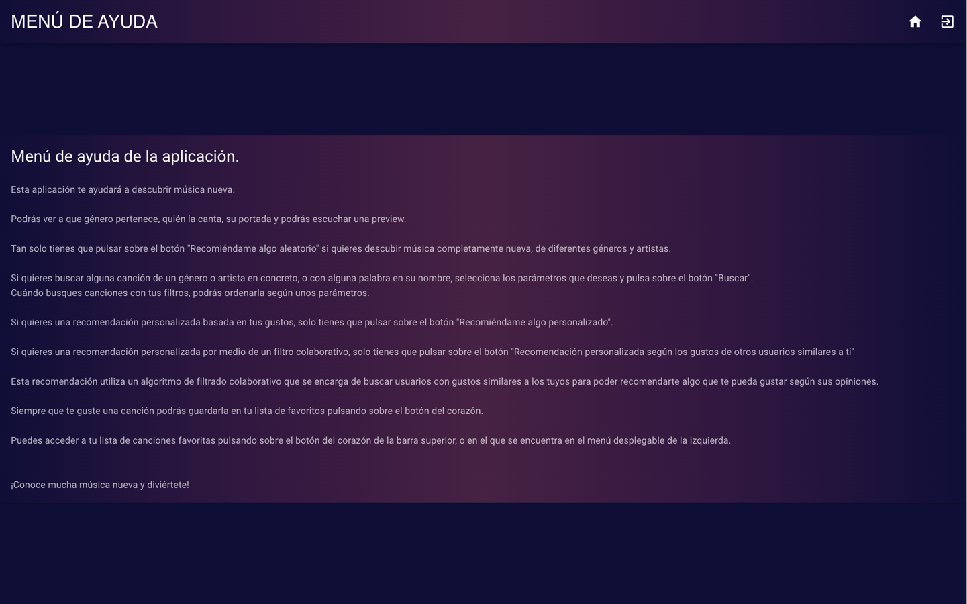 MENÚ DE AYUDA
Menú de ayuda de la aplicación.
Esta aplicación te ayudará a descubrir música nueva.
Podrás ver a que género pertenece, quién la canta, su portada y podrás escuchar una preview.
Tan solo tienes que pulsar sobre el botón "Recomiéndame algo aleatorio" si quieres descubir música completamente nueva, de diferentes géneros y artistas.
Si quieres buscar alguna canción de un género o artista en concreto, o con alguna palabra en su nombre, selecciona los parámetros que deseas y pulsa sobre el botón "Buscar"
Cuándo busques canciones con tus filtros, podrás ordenarla según unos parámetros.
Si quieres una recomendación personalizada basada en tus gustos, solo tienes que pulsar sobre el botón "Recomiéndame algo personalizado".
Si quieres una recomendación personalizada por medio de un filtro colaborativo, solo tienes que pulsar sobre el botón "Recomendación personalizada según los gustos de otros usuarios similares a ti"
Esta recomendación utiliza un algoritmo de filtrado colaborativo que se encarga de buscar usuarios con gustos similares a los tuyos para poder recomendarte algo que te pueda gustar según sus opiniones.
Siempre que te guste una canción podrás guardarla en tu lista de favoritos pulsando sobre el botón del corazón.
Puedes acceder a tu lista de canciones favoritas pulsando sobre el botón del corazón de la barra superior, o en el que se encuentra en el menú desplegable de la izquierda.
¡Conoce mucha música nueva y diviértete!